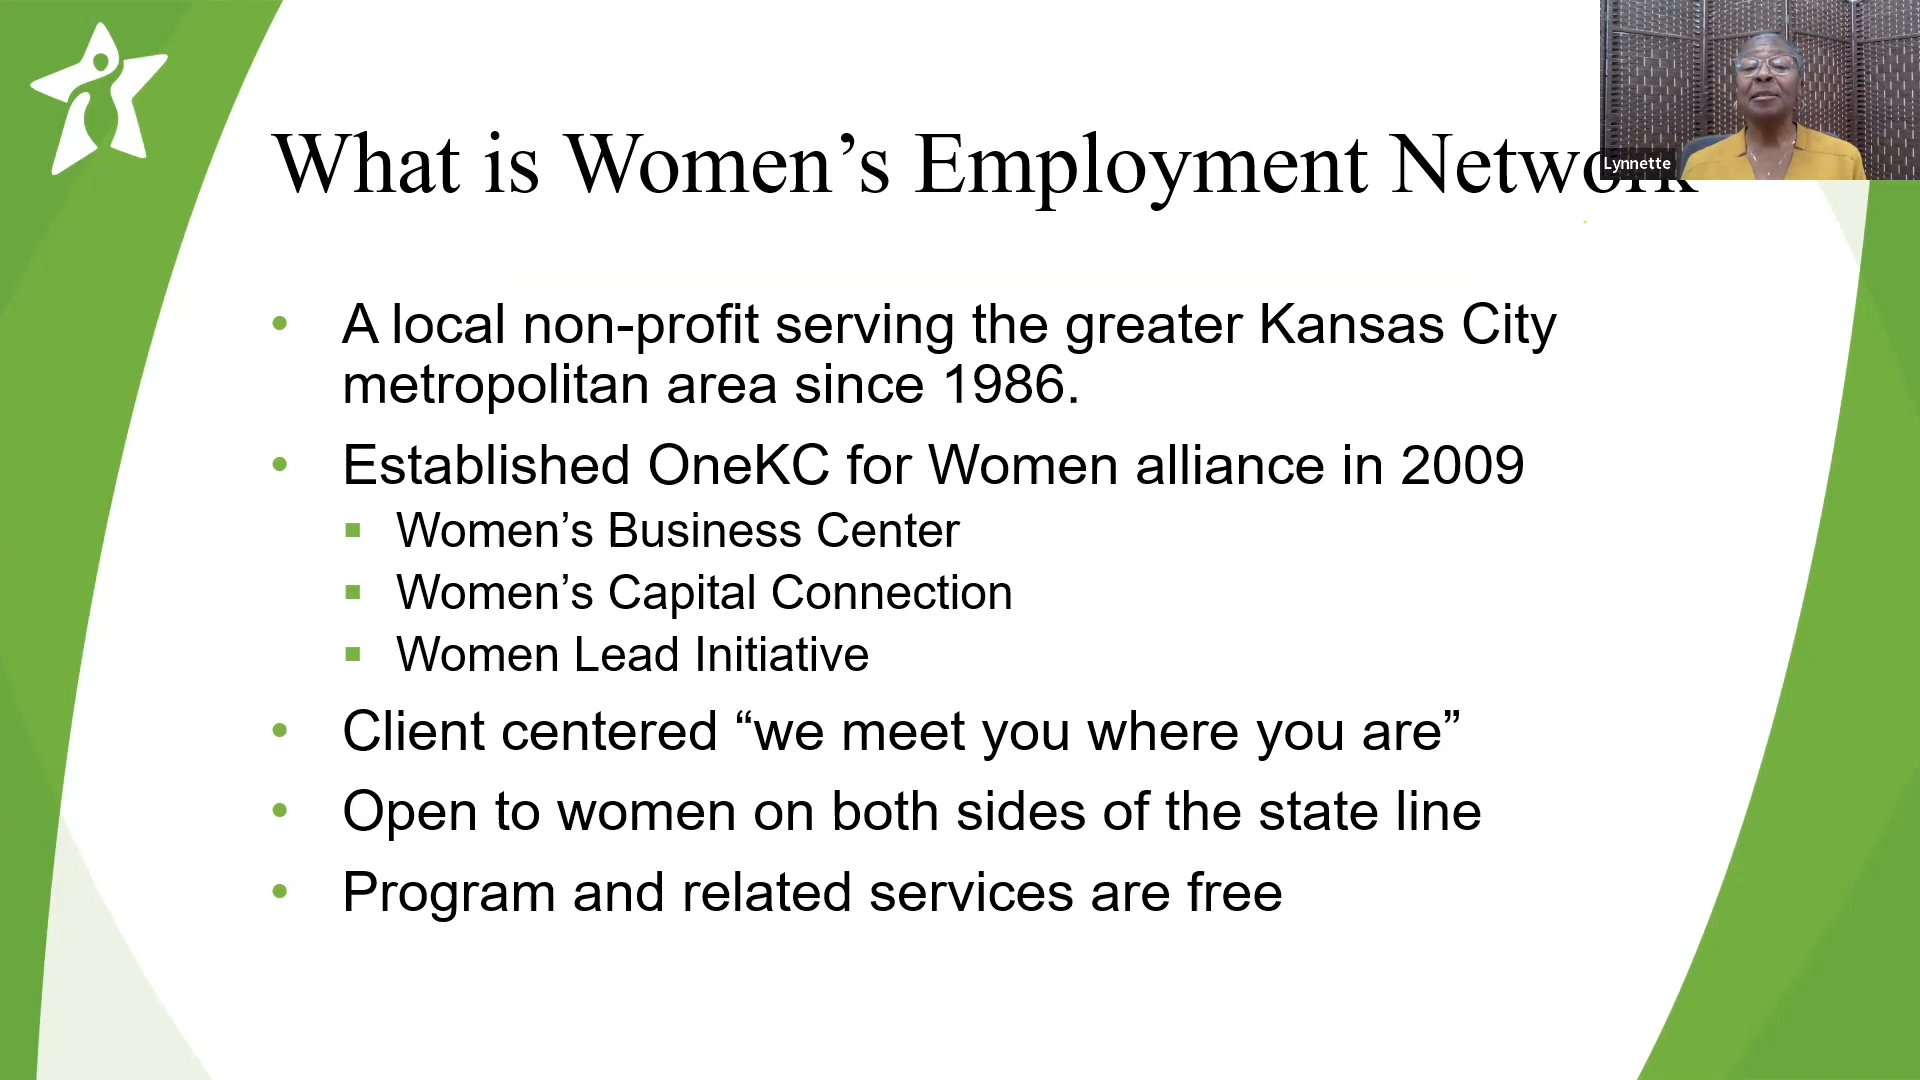 What is Women’s Employment Network
Lynnette
• A local non-profit serving the greater Kansas City
metropolitan area since 1986.
• Established OneKC for Women alliance in 2009
▪ Women’s Business Center
▪ Women’s Capital Connection
▪ Women Lead Initiative
• Client centered “we meet you where you are”
• Open to women on both sides of the state line
• Program and related services are free